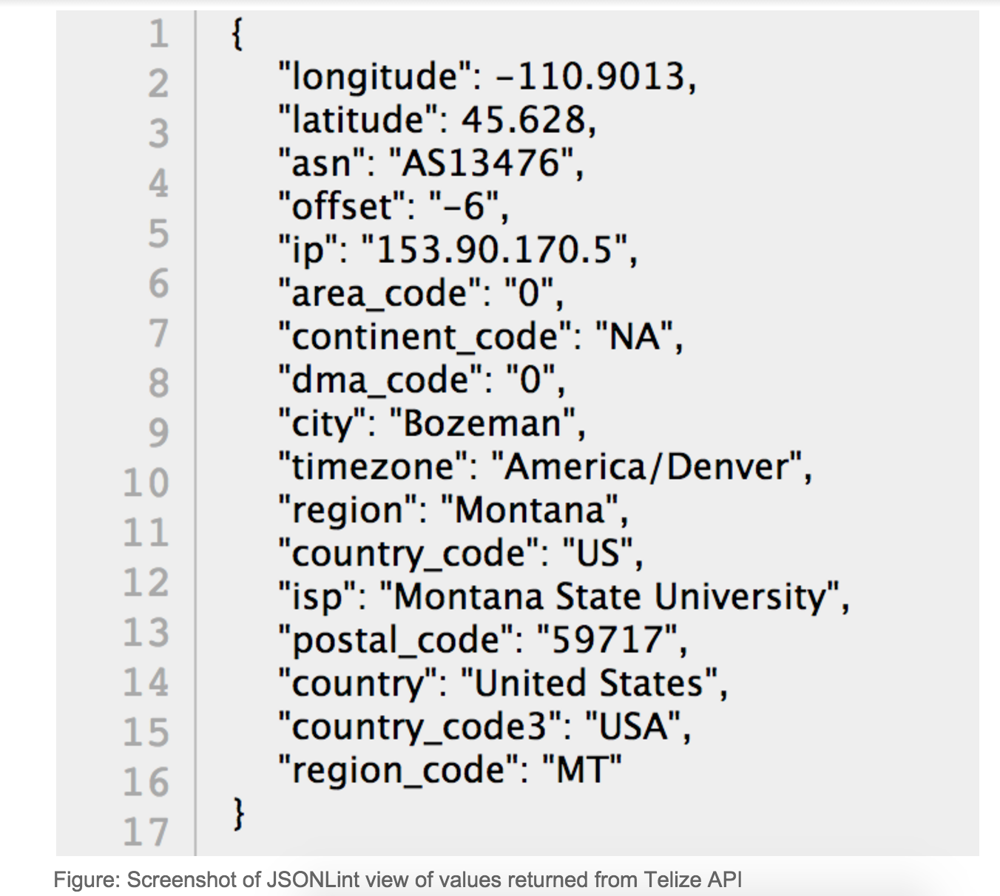 1 {
2 "longitude": -110.9013,
3 "latitude": 45.628,
4 "asn": "AS13476",
"offset": "-6",
5 "ip": "153.90.170.5",
6 "area_code": "0",
7 "continent_code": "NA",
8 "dma_code": "0",
9 "city": "Bozeman",
10 "timezone": "America/Denver",
11 "region": "Montana",
"country_code": "US",
12 "isp": "Montana State University",
13 "postal_code": "59717",
14 "country": "United States",
15 "country_code3": "USA",
16 "region_code": "MT"
17 }
Figure: Screenshot of JSONLint view of values returned from Telize API